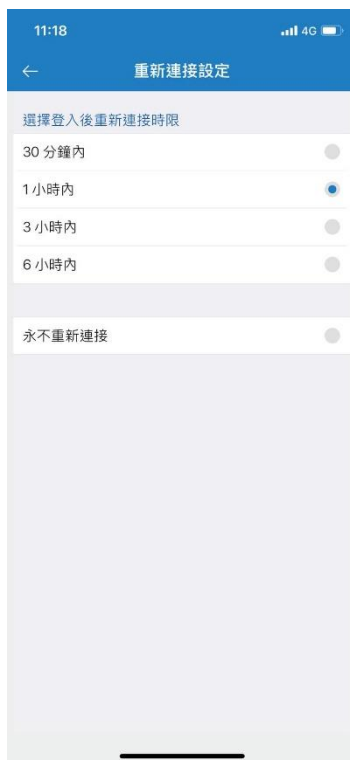 11:18
4G
重新連接設定
選擇登入後重新連接時限
30 分鐘內
1 小時內
3 小時內
6 小時內
永不重新連接